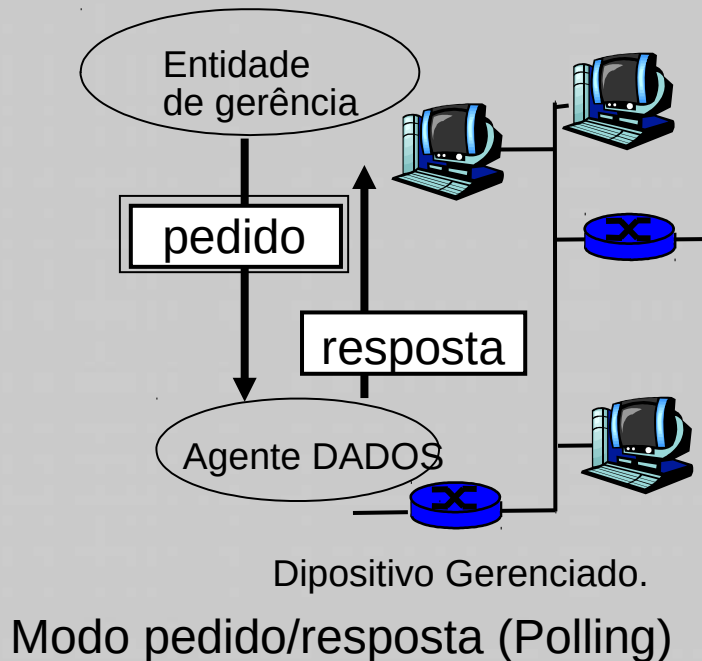 Entidade
de gerência
pedido
resposta
Agente DADOS
Dipositivo Gerenciado.
Modo pedido/resposta (Polling)